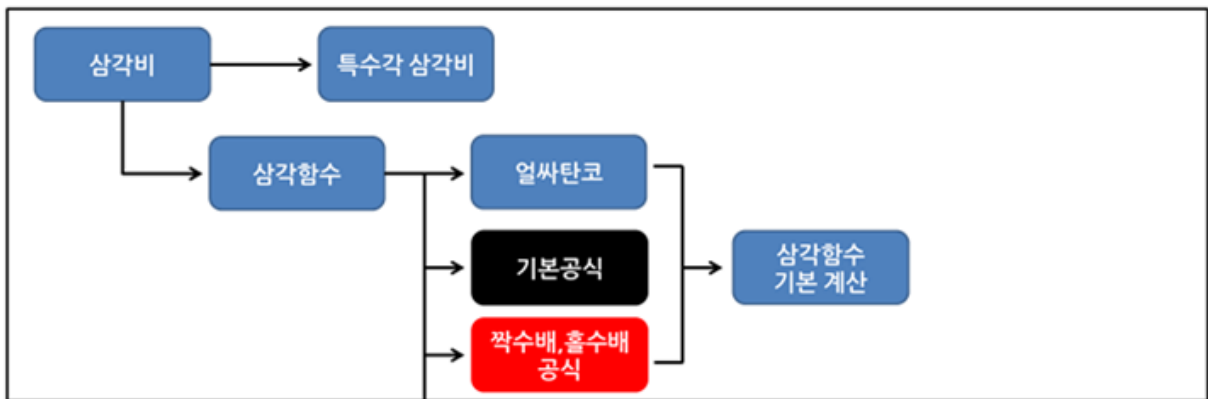 삼각비
특수각 삼각비
삼각함수
얼싸탄코
기본공식
짝수배,홀수배
공식
삼각함수
기본 계산